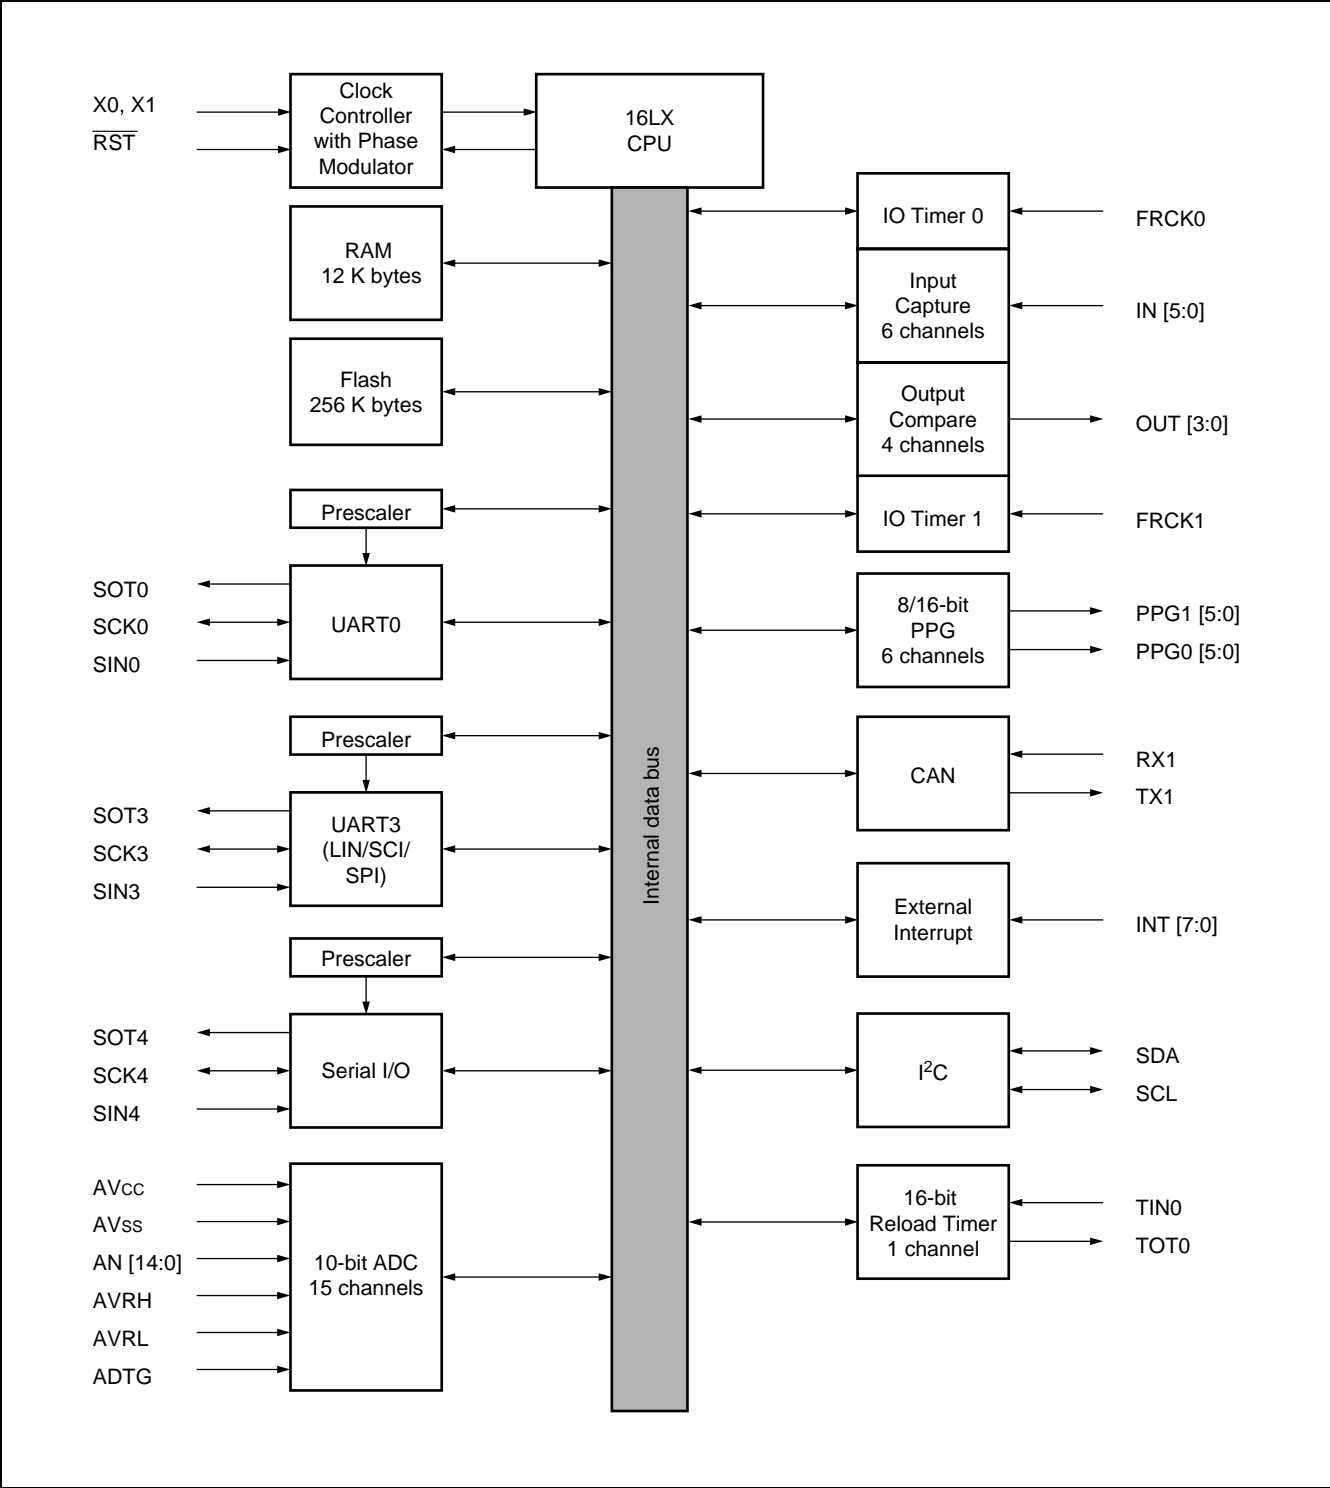 X0, X1
RST
Clock
Controller
with Phase
Modulator
16LX
CPU
RAM
12 K bytes
Flash
256 K bytes
Prescaler
SOT0
SCK0
SIN0
UART0
Prescaler
SOT3
SCK3
SIN3
UART3
(LIN/SCI/
SPI)
Prescaler
SOT4
SCK4
SIN4
Serial I/O
AVCC
AVSS
AN [14:0]
AVRH
AVRL
ADTG
10-bit ADC
15 channels
Internal data bus
IO Timer 0
FRCK0
Input
Capture
6 channels
IN [5:0]
Output
Compare
4 channels
OUT [3:0]
IO Timer 1
FRCK1
8/16-bit
PPG
6 channels
PPG1 [5:0]
PPG0 [5:0]
CAN
RX1
TX1
External
Interrupt
INT [7:0]
I²C
SDA
SCL
16-bit
Reload Timer
1 channel
TIN0
TOT0